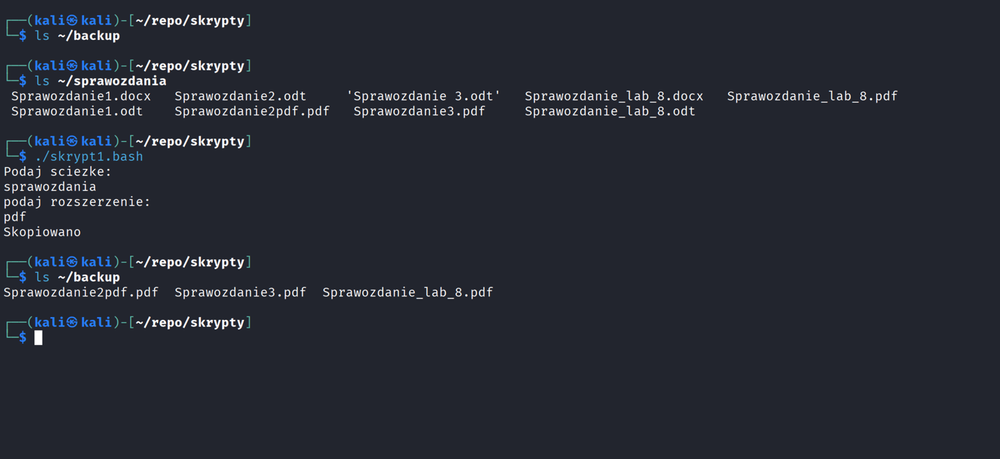 ┌──(kali㉿kali)-[~/repo/skrypty]
└─$ ls ~/backup
┌──(kali㉿kali)-[~/repo/skrypty]
└─$ ls ~/sprawozdania
Sprawozdanie1.docx   Sprawozdanie2.odt     'Sprawozdanie 3.odt'   Sprawozdanie_lab_8.docx   Sprawozdanie_lab_8.pdf
Sprawozdanie1.odt    Sprawozdanie2pdf.pdf   Sprawozdanie3.pdf     Sprawozdanie_lab_8.odt
┌──(kali㉿kali)-[~/repo/skrypty]
└─$ ./skrypt1.bash
Podaj sciezke:
sprawozdania
podaj rozszerzenie:
pdf
Skopiowano
┌──(kali㉿kali)-[~/repo/skrypty]
└─$ ls ~/backup
Sprawozdanie2pdf.pdf  Sprawozdanie3.pdf  Sprawozdanie_lab_8.pdf
┌──(kali㉿kali)-[~/repo/skrypty]
└─$